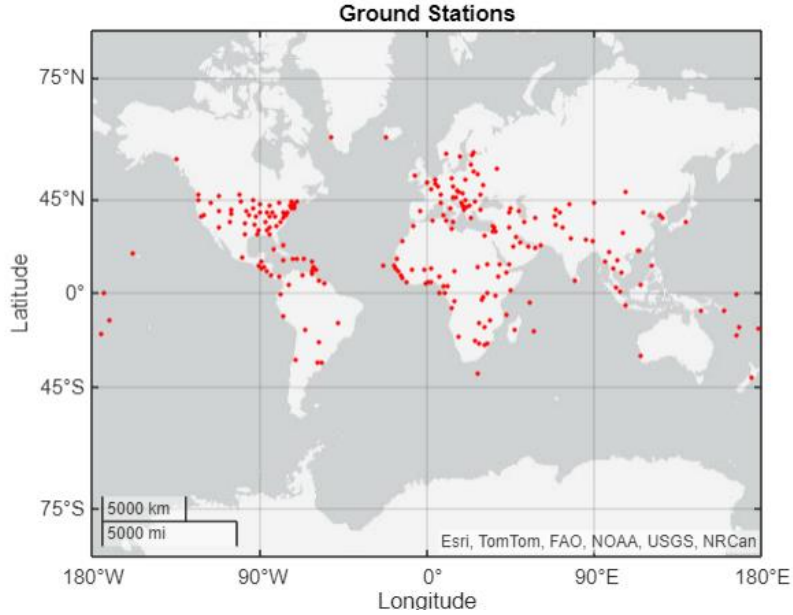 Ground Stations
75°N
45°N
0°
45°S
75°S
Latitude
5000 km
5000 mi
Esri, TomTom, FAO, NOAA, USGS, NRCan
180°W
90°W
0°
90°E
180°E
Longitude